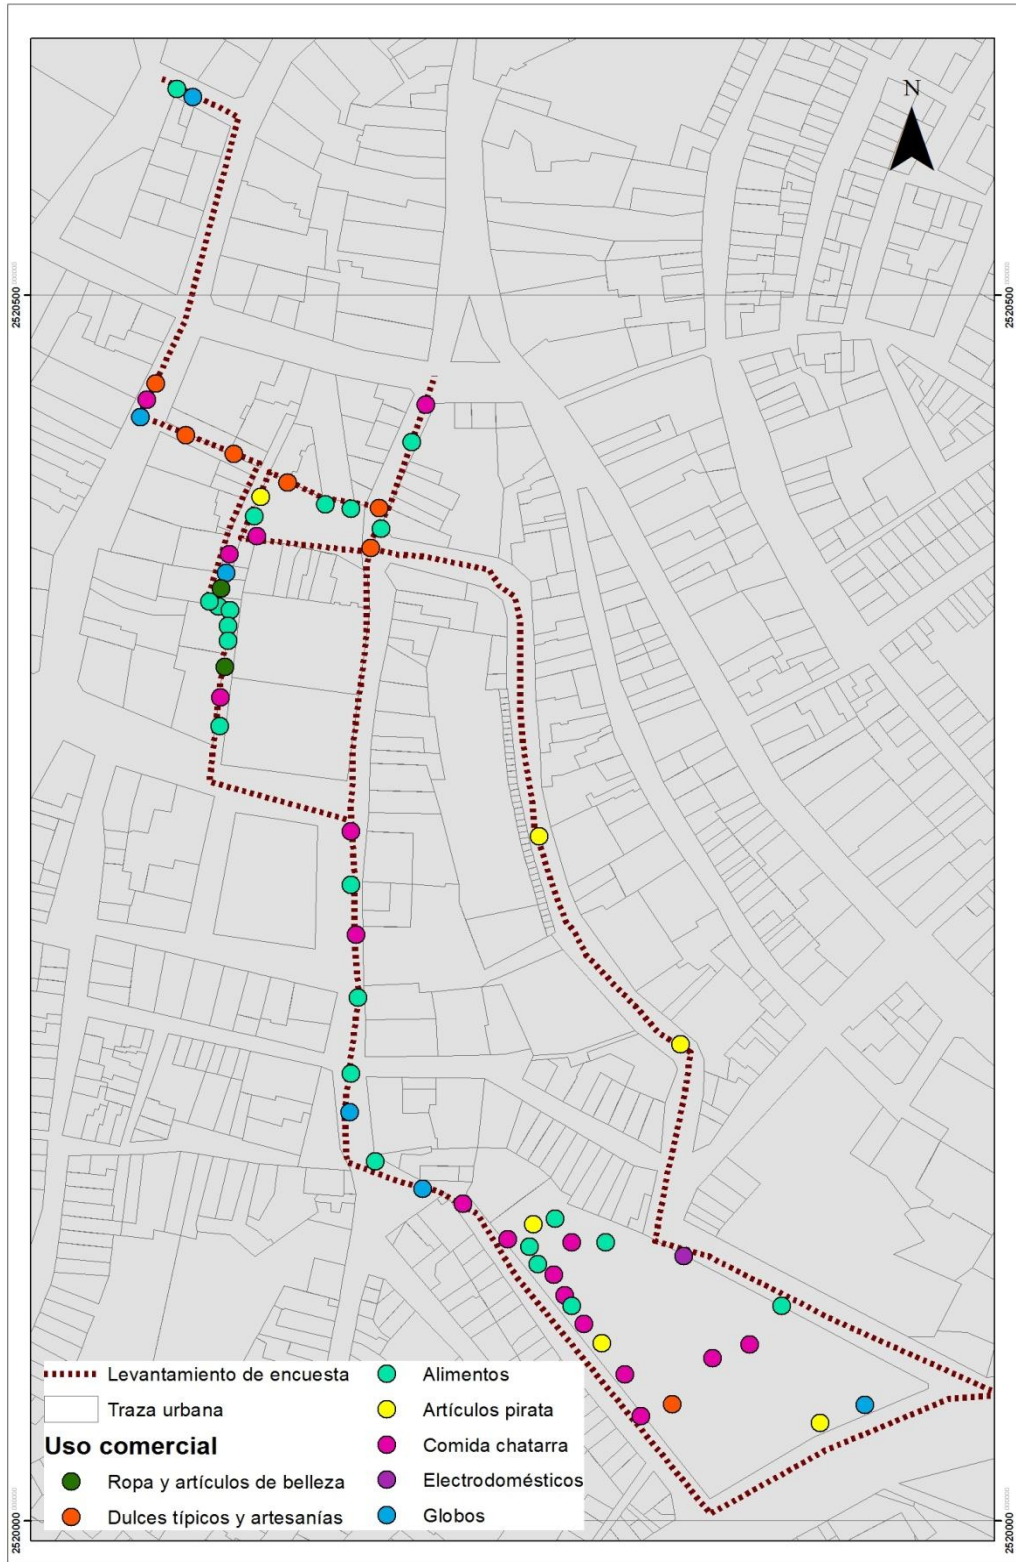 N
2520500
2520500
Levantamiento de encuesta
Traza urbana
Uso comercial
Ropa y artículos de belleza
Dulces típicos y artesanías
Alimentos
Artículos pirata
Comida chatarra
Electrodomésticos
Globos
2520000
2520000